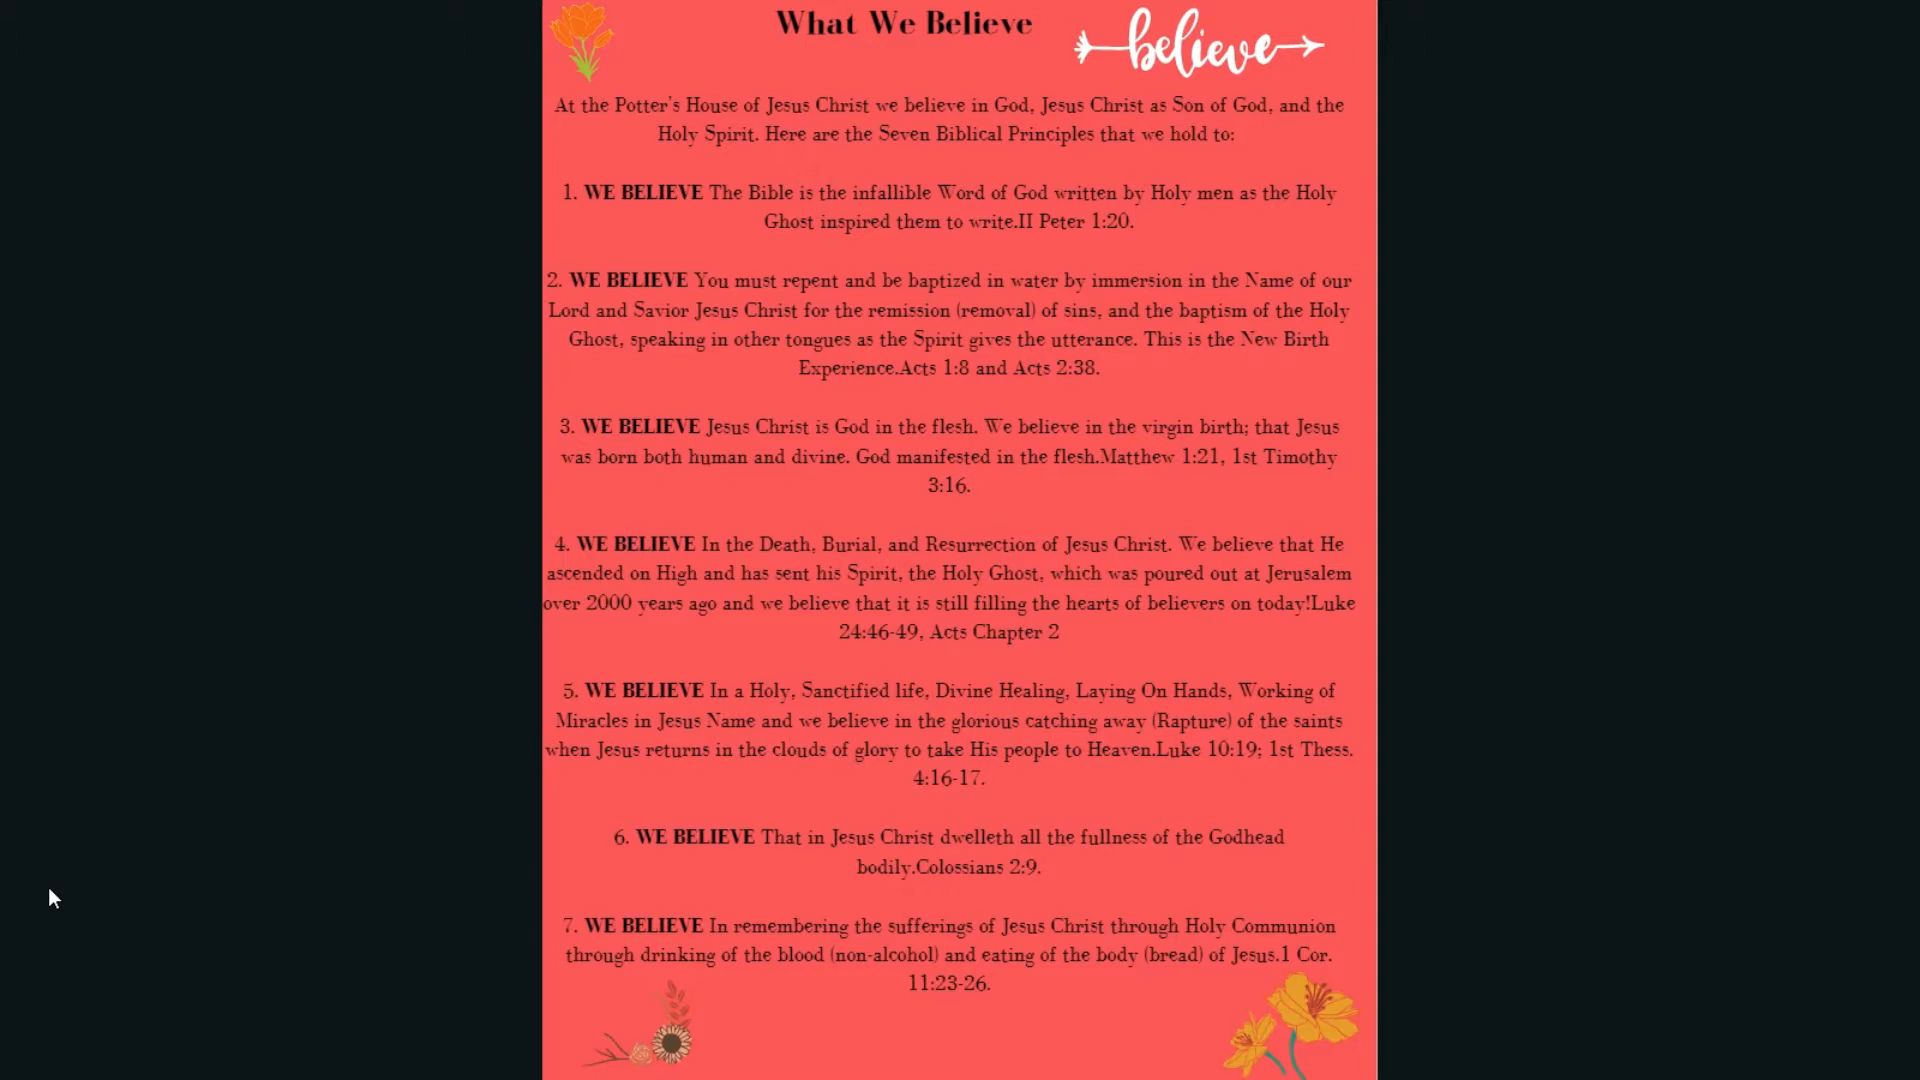 What We Believe
believe
At the Potter's House of Jesus Christ we believe in God, Jesus Christ as Son of God, and the
Holy Spirit. Here are the Seven Biblical Principles that we hold to:
1. WE BELIEVE The Bible is the infallible Word of God written by Holy men as the Holy
Ghost inspired them to write.II Peter 1:20.
2. WE BELIEVE You must repent and be baptized in water by immersion in the Name of our
Lord and Savior Jesus Christ for the remission (removal) of sins, and the baptism of the Holy
Ghost, speaking in other tongues as the Spirit gives the utterance. This is the New Birth
Experience.Acts 1:8 and Acts 2:38.
3. WE BELIEVE Jesus Christ is God in the flesh. We believe in the virgin birth; that Jesus
was born both human and divine. God manifested in the flesh.Matthew 1:21, 1st Timothy
3:16.
4. WE BELIEVE In the Death, Burial, and Resurrection of Jesus Christ. We believe that He
ascended on High and has sent his Spirit, the Holy Ghost, which was poured out at Jerusalem
over 2000 years ago and we believe that it is still filling the hearts of believers on today!Luke
24:46-49, Acts Chapter 2
5. WE BELIEVE In a Holy, Sanctified life, Divine Healing, Laying On Hands, Working of
Miracles in Jesus Name and we believe in the glorious catching away (Rapture) of the saints
when Jesus returns in the clouds of glory to take His people to Heaven.Luke 10:19; 1st Thess.
4:16-17.
6. WE BELIEVE That in Jesus Christ dwelleth all the fullness of the Godhead
bodily.Colossians 2:9.
7. WE BELIEVE In remembering the sufferings of Jesus Christ through Holy Communion
through drinking of the blood (non-alcohol) and eating of the body (bread) of Jesus.1 Cor.
11:23-26.